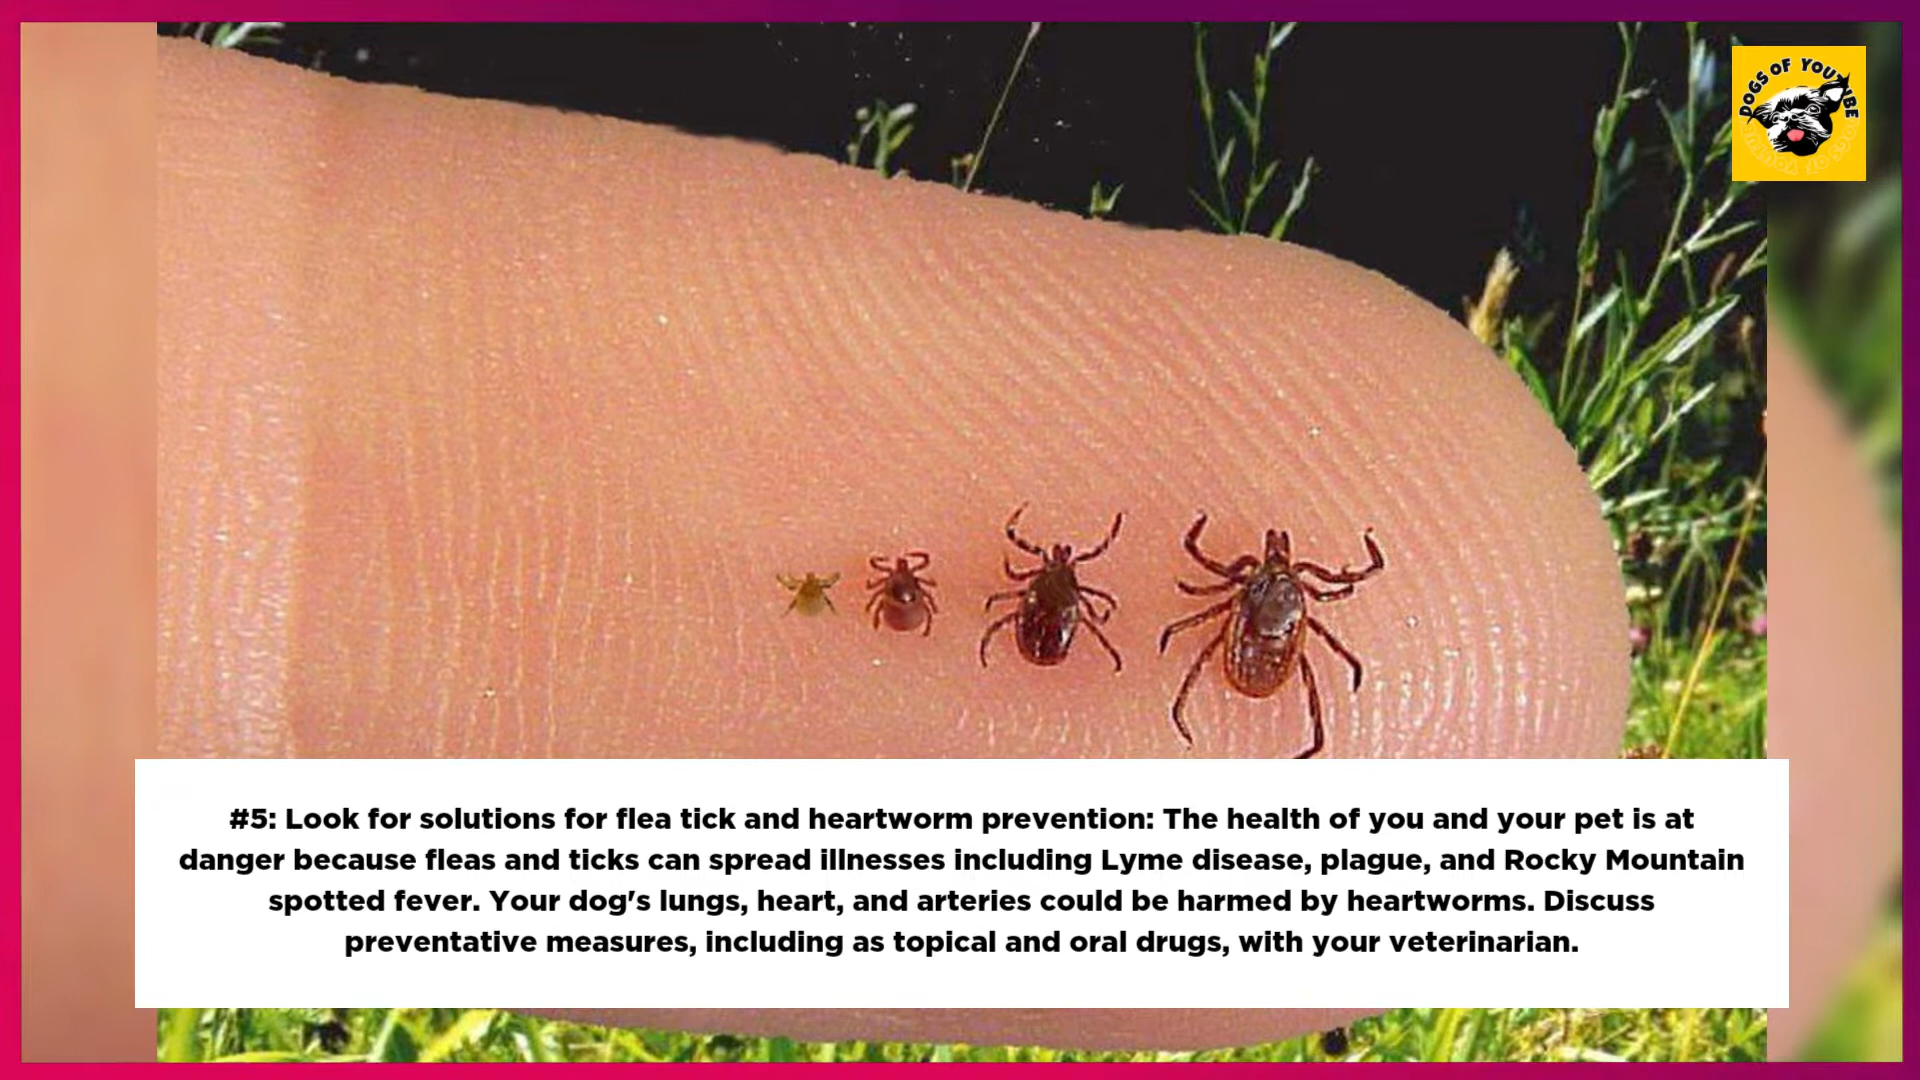 DOGS OF YOUTUBE
#5: Look for solutions for flea tick and heartworm prevention: The health of you and your pet is at
danger because fleas and ticks can spread illnesses including Lyme disease, plague, and Rocky Mountain
spotted fever. Your dog's lungs, heart, and arteries could be harmed by heartworms. Discuss
preventative measures, including as topical and oral drugs, with your veterinarian.